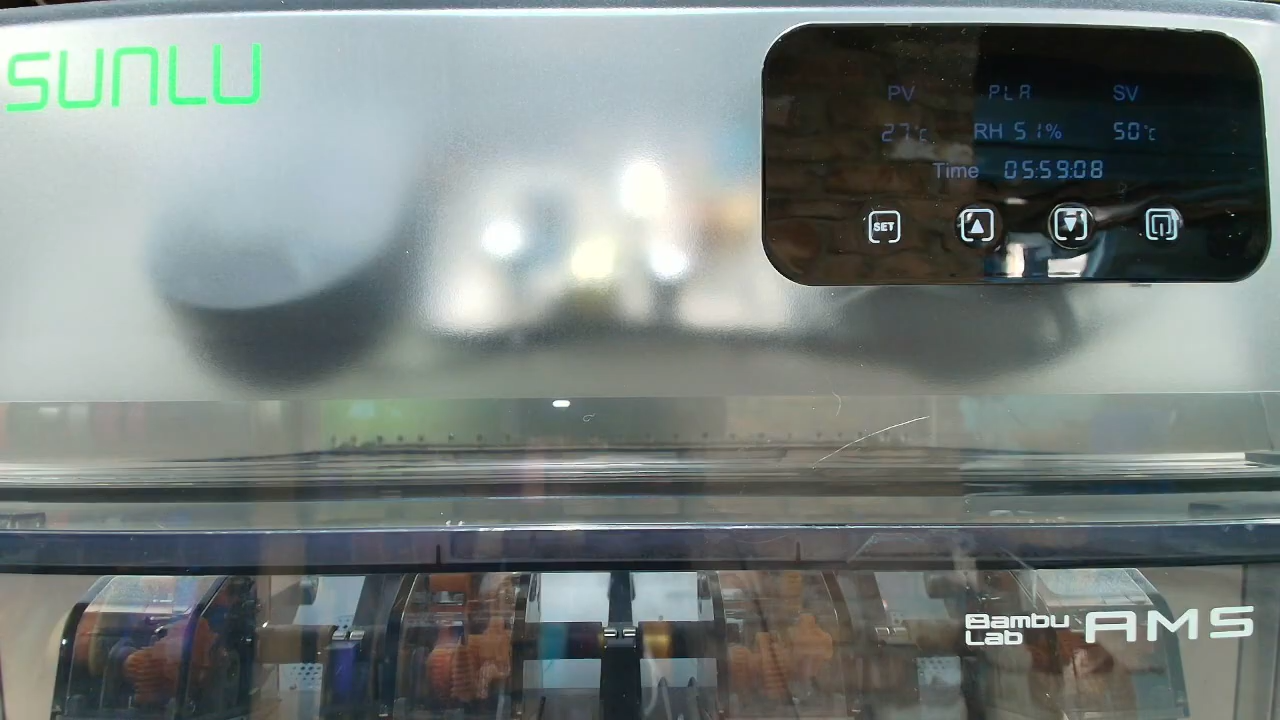 SUNLU
PV PLA SV
27℃ RH 51% 50℃
Time 05:59:08
SET
Bambu Lab AMS